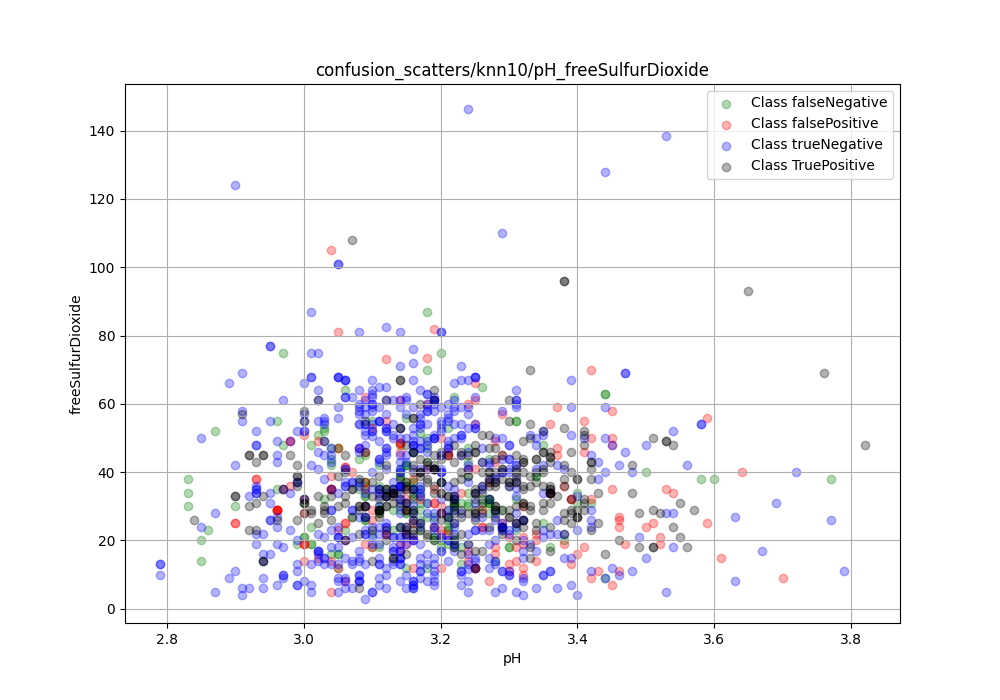 confusion_scatters/knn10/pH_freeSulfurDioxide
Class falseNegative
Class falsePositive
Class trueNegative
Class TruePositive
140
120
100
80
60
40
20
0
freeSulfurDioxide
2.8 3.0 3.2 3.4 3.6 3.8
pH